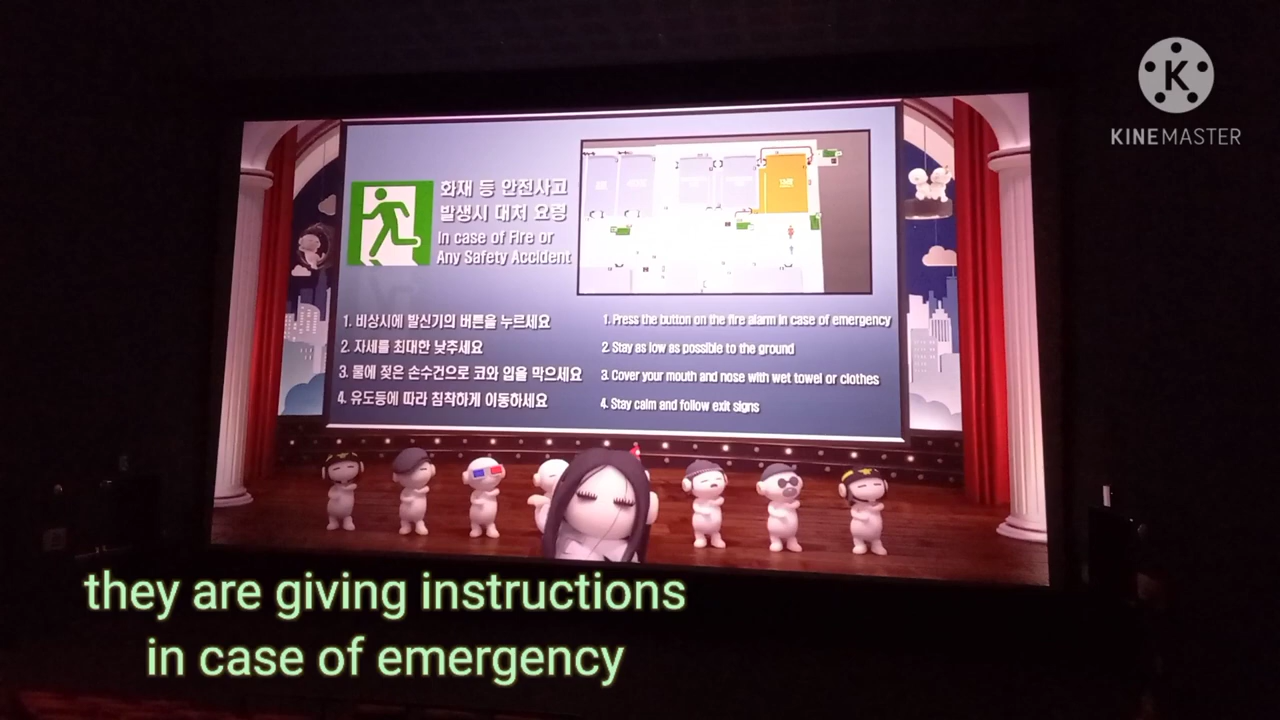 KINEMASTER
화재 등 안전사고
발생시 대처 요령
In case of Fire or
Any Safety Accident
1. 비상시에 발신기의 버튼을 누르세요
2. 자세를 최대한 낮추세요
3. 물에 젖은 손수건으로 코와 입을 막으세요
4. 유도등에 따라 침착하게 이동하세요
1. Press the button on the fire alarm in case of emergency
2. Stay as low as possible to the ground
3. Cover your mouth and nose with wet towel or clothes
4. Stay calm and follow exit signs
they are giving instructions
in case of emergency